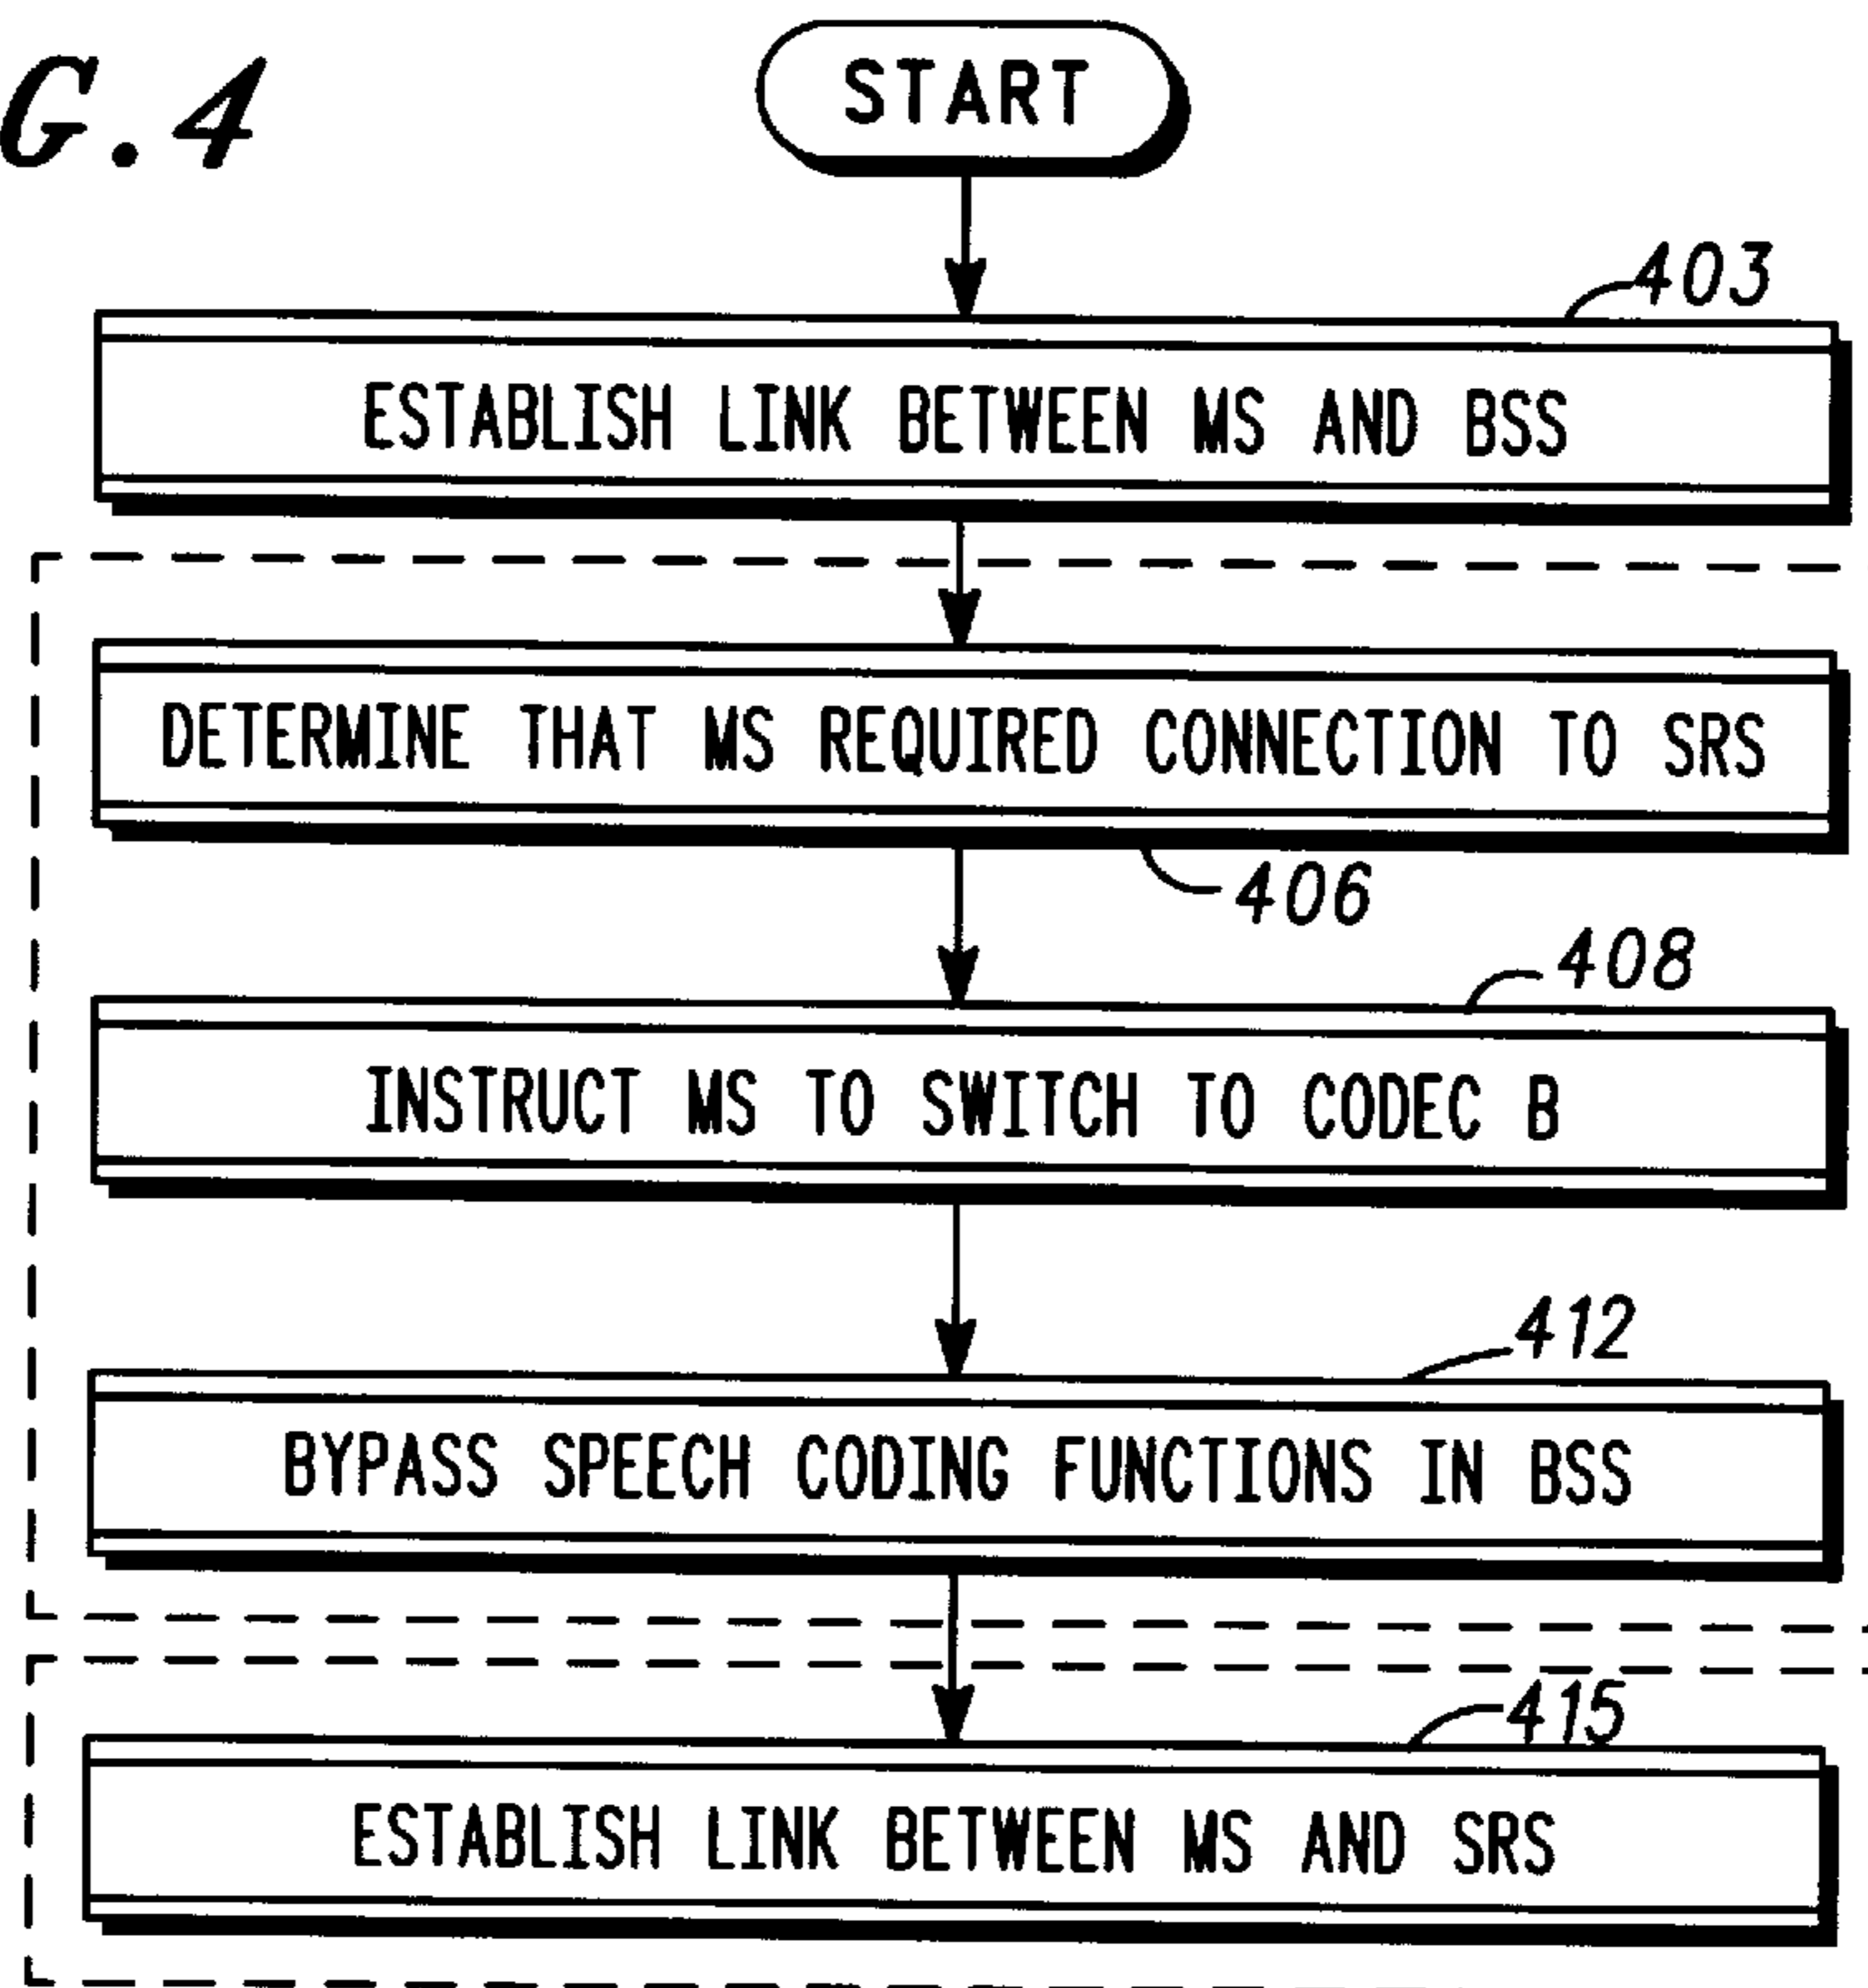 G.4
START
403
ESTABLISH LINK BETWEEN MS AND BSS
DETERMINE THAT MS REQUIRED CONNECTION TO SRS
406
408
INSTRUCT MS TO SWITCH TO CODEC B
412
BYPASS SPEECH CODING FUNCTIONS IN BSS
415
ESTABLISH LINK BETWEEN MS AND SRS